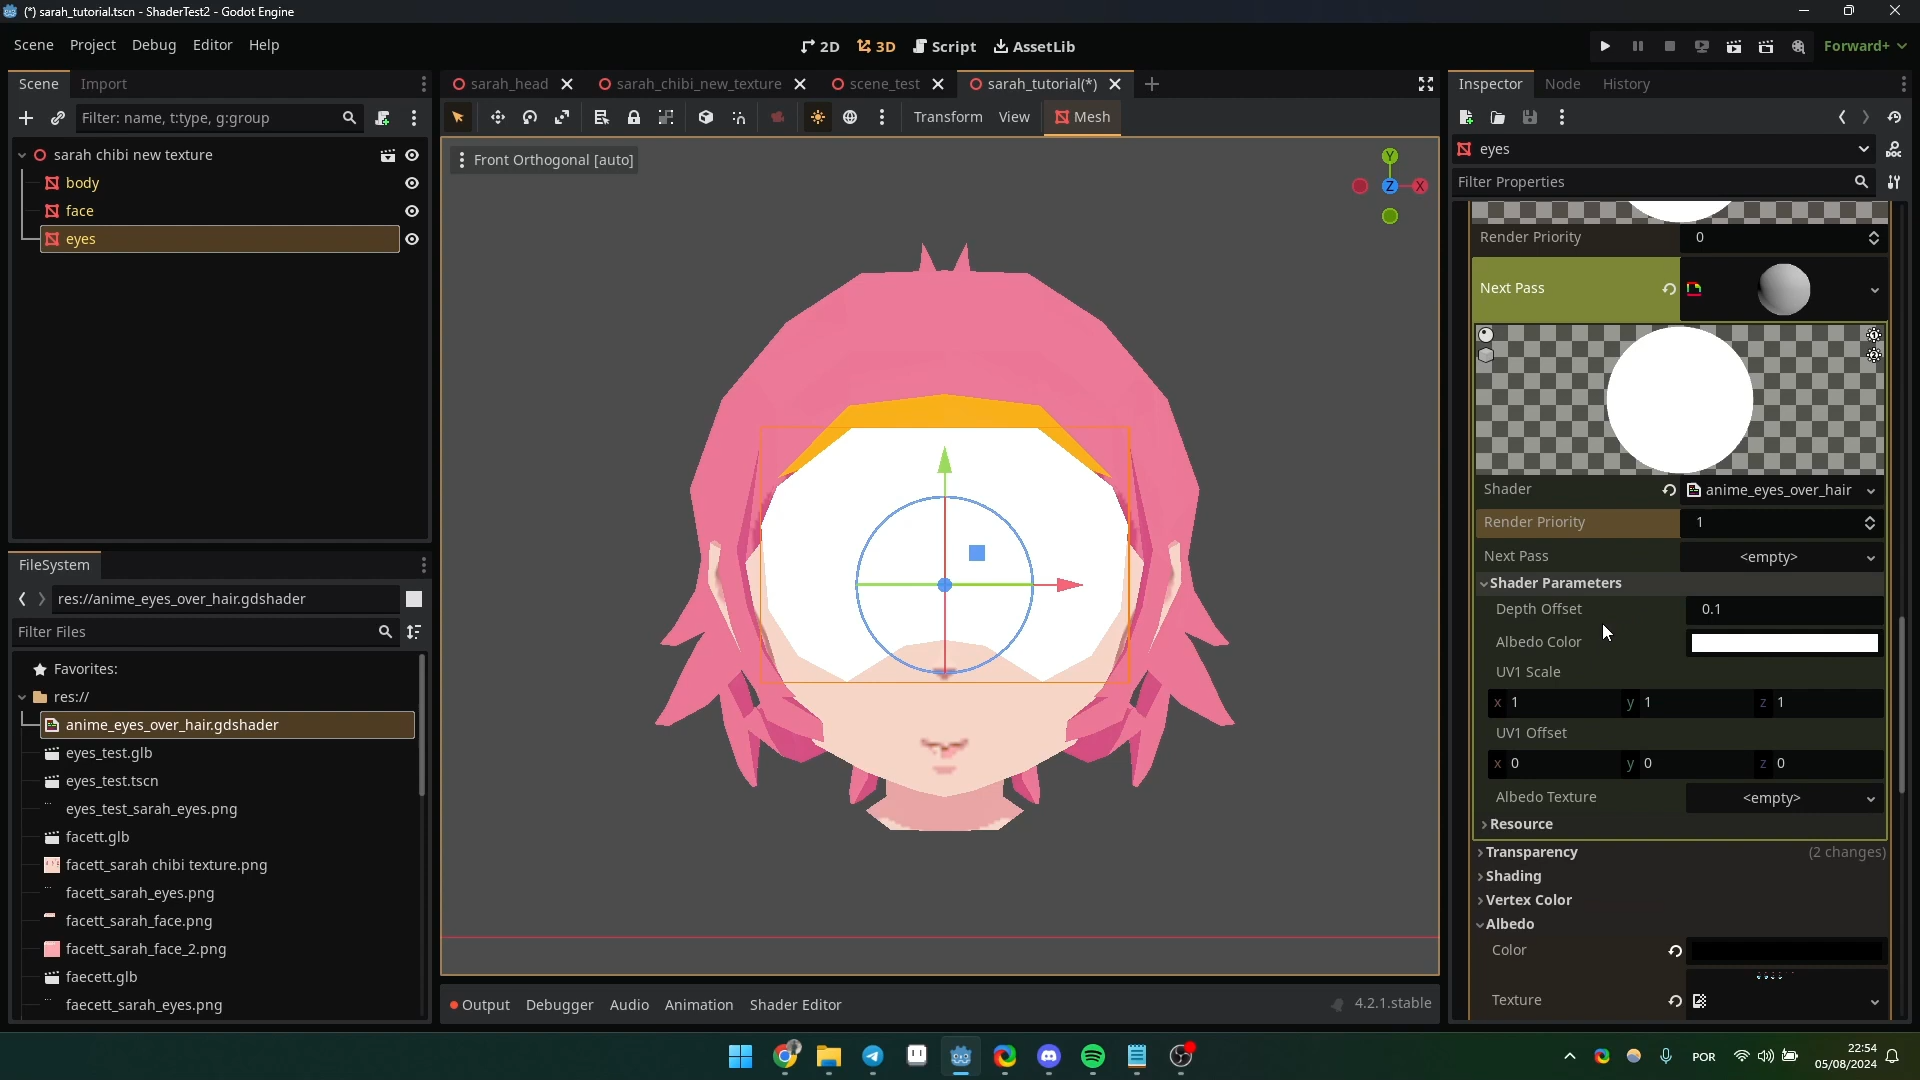 (*) sarah_tutorial.tscn - ShaderTest2 - Godot Engine
Scene Project Debug Editor Help
2D 3D Script AssetLib
Forward+
Scene Import
Filter: name, t:type, g:group
sarah chibi new texture
body
face
eyes
FileSystem
res://anime_eyes_over_hair.gdshader
Filter Files
Favorites:
res://
anime_eyes_over_hair.gdshader
eyes_test.glb
eyes_test.tscn
eyes_test_sarah_eyes.png
facett.glb
facett_sarah chibi texture.png
facett_sarah_eyes.png
facett_sarah_face.png
facett_sarah_face_2.png
faecett.glb
faecett_sarah_eyes.png
sarah_head sarah_chibi_new_texture scene_test sarah_tutorial(*)
Transform View Mesh
Front Orthogonal [auto]
Y
Z X
Output Debugger Audio Animation Shader Editor
4.2.1.stable
Inspector Node History
eyes
DOC
Filter Properties
Render Priority 0
Next Pass
Shader anime_eyes_over_hair
Render Priority 1
Next Pass <empty>
Shader Parameters
Depth Offset 0.1
Albedo Color
UV1 Scale
x 1 y 1 z 1
UV1 Offset
x 0 y 0 z 0
Albedo Texture <empty>
Resource
Transparency (2 changes)
Shading
Vertex Color
Albedo
Color
Texture
POR
22:54
05/08/2024